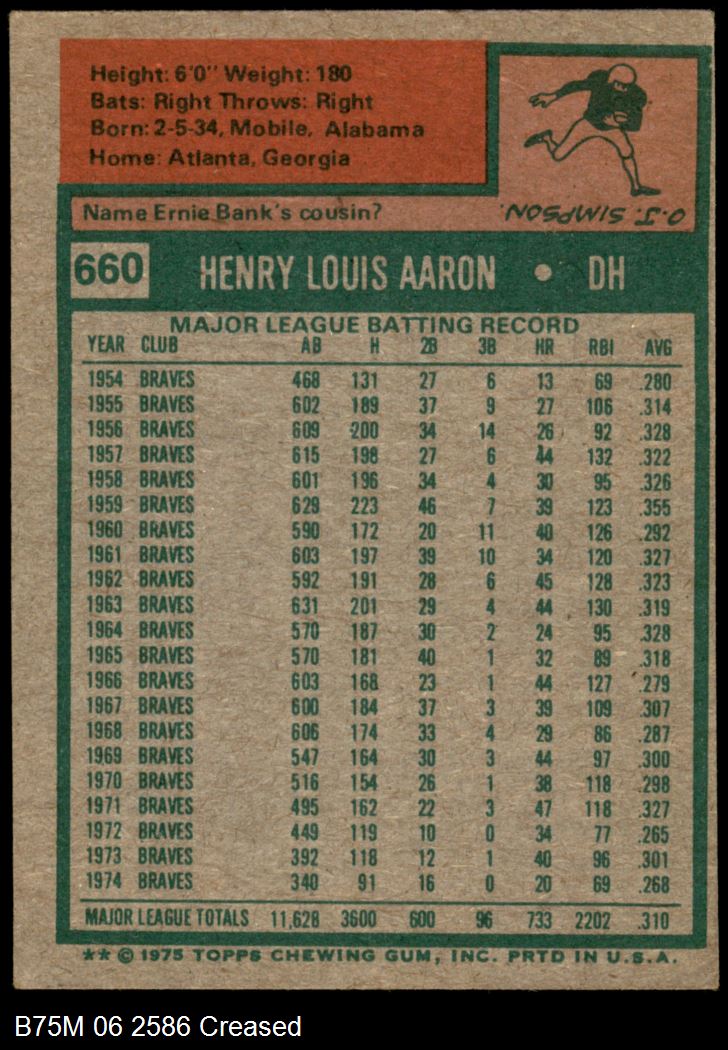 Height: 6'0" Weight: 180
Bats: Right Throws: Right
Born: 2-5-34, Mobile, Alabama
Home: Atlanta, Georgia
Name Ernie Bank's cousin?
O.J. SIMPSON.
660 HENRY LOUIS AARON • DH
MAJOR LEAGUE BATTING RECORD
YEAR CLUB AB H 2B 3B HR RBI AVG
1954 BRAVES 468 131 27 6 13 69 .280
1955 BRAVES 602 189 37 9 27 106 .314
1956 BRAVES 609 200 34 14 26 92 .328
1957 BRAVES 615 198 27 6 44 132 .322
1958 BRAVES 601 196 34 4 30 95 .326
1959 BRAVES 629 223 46 7 39 123 .355
1960 BRAVES 590 172 20 11 40 126 .292
1961 BRAVES 603 197 39 10 34 120 .327
1962 BRAVES 592 191 28 6 45 128 .323
1963 BRAVES 631 201 29 4 44 130 .319
1964 BRAVES 570 187 30 2 24 95 .328
1965 BRAVES 570 181 40 1 32 89 .318
1966 BRAVES 603 168 23 1 44 127 .279
1967 BRAVES 600 184 37 3 39 109 .307
1968 BRAVES 606 174 33 4 29 86 .287
1969 BRAVES 547 164 30 3 44 97 .300
1970 BRAVES 516 154 26 1 38 118 .298
1971 BRAVES 495 162 22 3 47 118 .327
1972 BRAVES 449 119 10 0 34 77 .265
1973 BRAVES 392 118 12 1 40 96 .301
1974 BRAVES 340 91 16 0 20 69 .268
MAJOR LEAGUE TOTALS 11,628 3600 600 96 733 2202 .310
** © 1975 TOPPS CHEWING GUM, INC. PRTD IN U.S.A.
B75M 06 2586 Creased